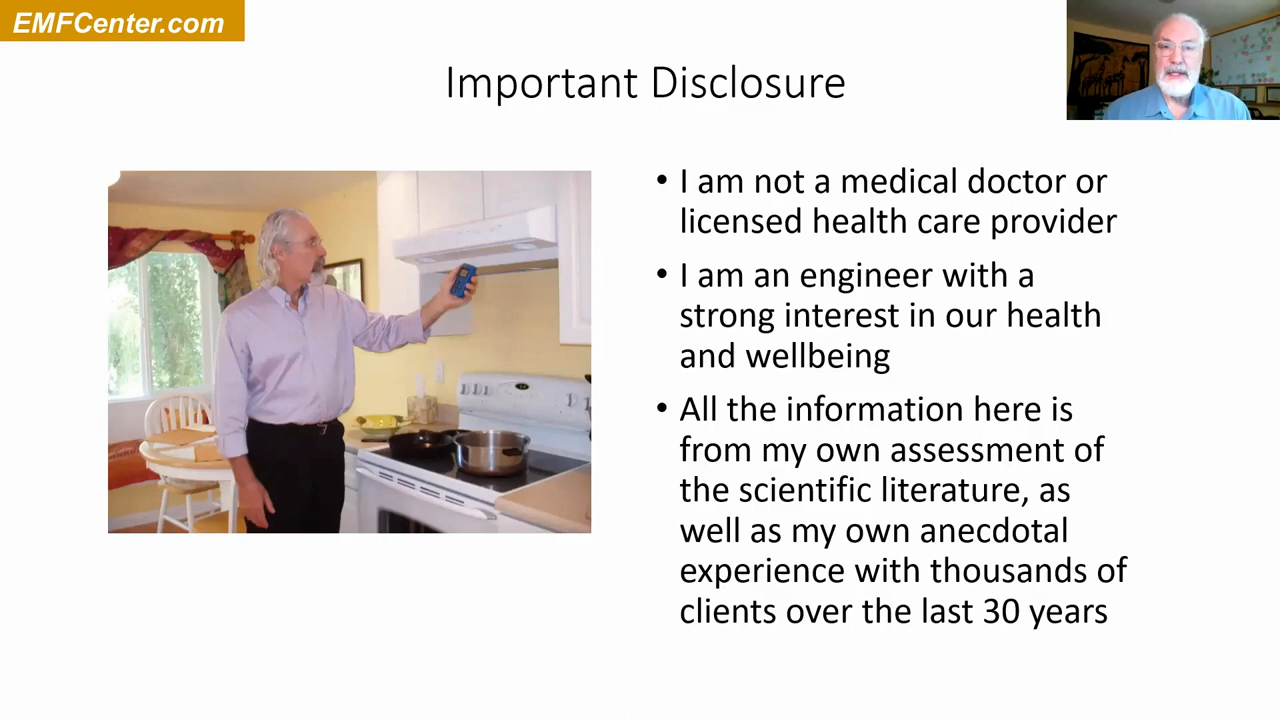 EMFCenter.com
Important Disclosure
• I am not a medical doctor or
licensed health care provider
• I am an engineer with a
strong interest in our health
and wellbeing
• All the information here is
from my own assessment of
the scientific literature, as
well as my own anecdotal
experience with thousands of
clients over the last 30 years